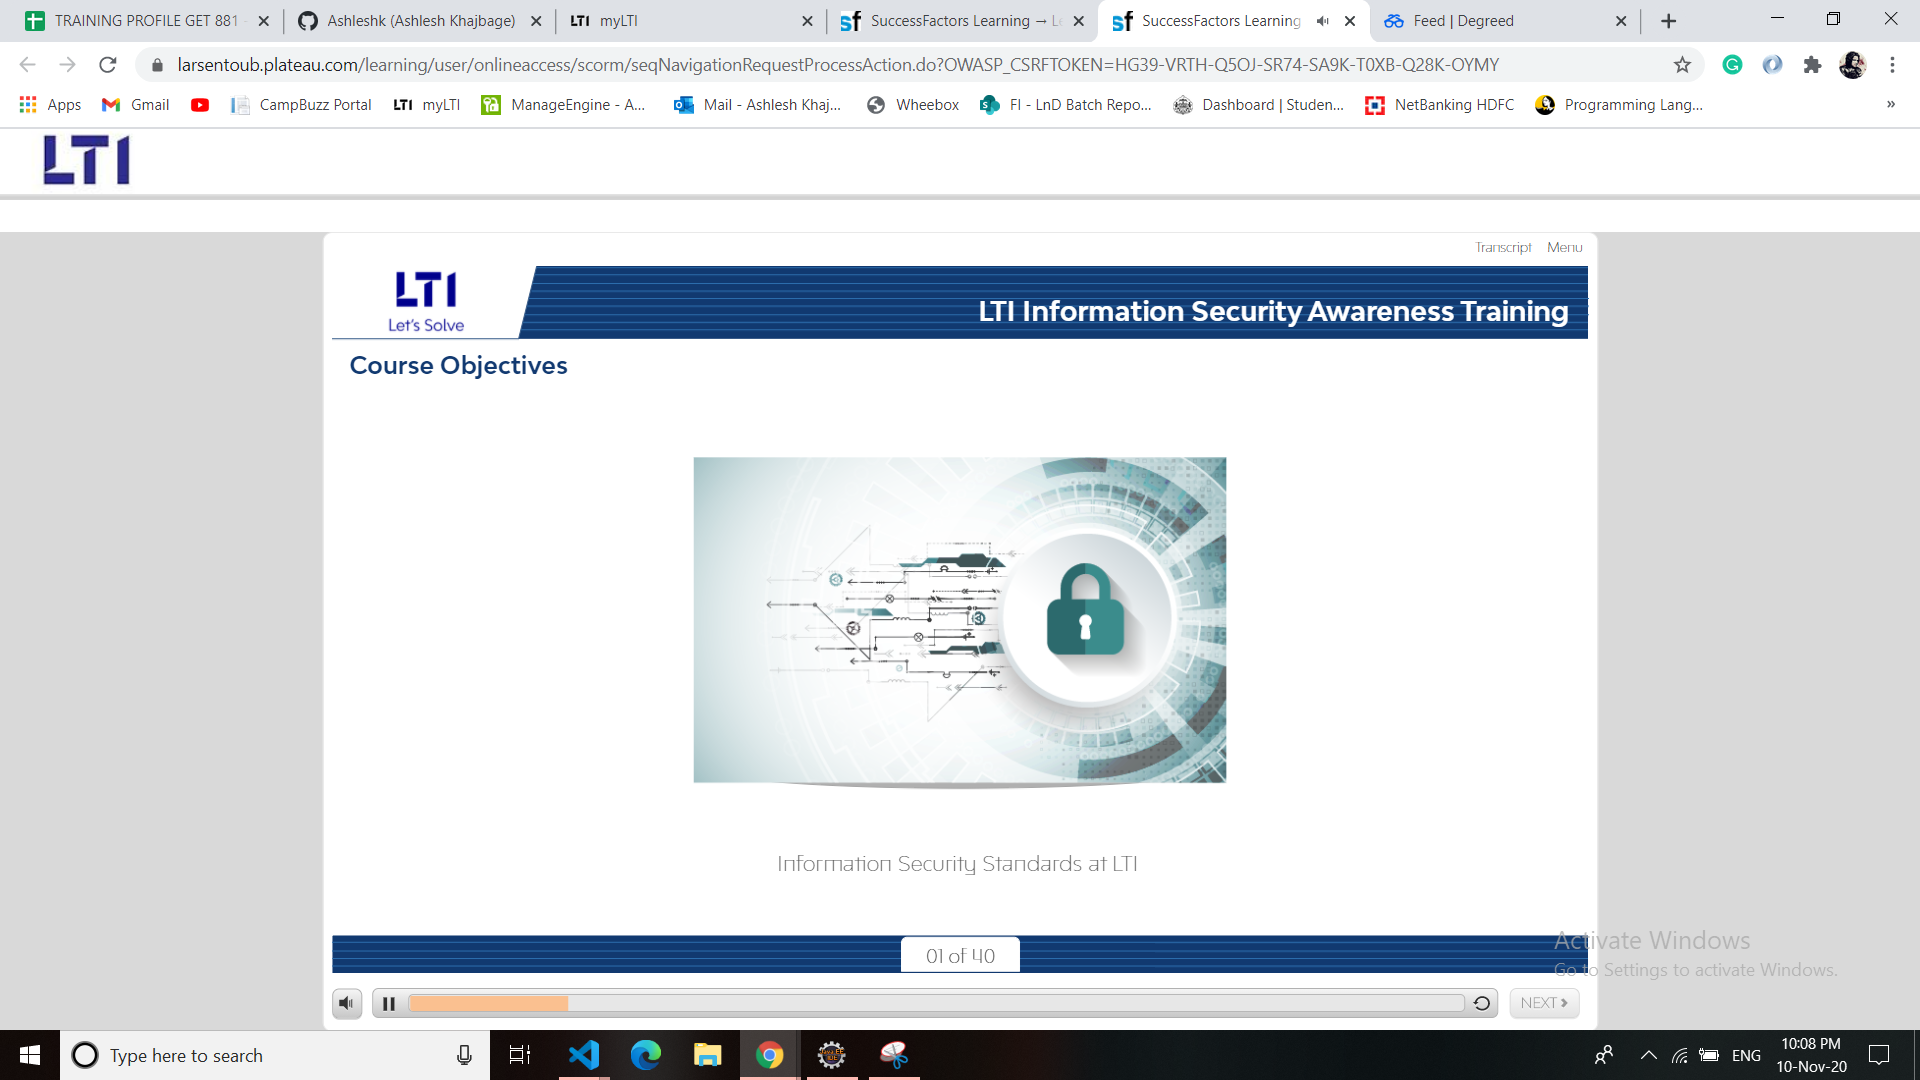 TRAINING PROFILE GET 881
Ashleshk (Ashlesh Khajbage)
LTI myLTI
SuccessFactors Learning → L
SuccessFactors Learning
Feed | Degreed
larsentoub.plateau.com/learning/user/onlineaccess/scorm/seqNavigationRequestProcessAction.do?OWASP_CSRFTOKEN=HG39-VRTH-Q5OJ-SR74-SA9K-T0XB-Q28K-OYMY
Apps
Gmail
CampBuzz Portal
LTI myLTI
ManageEngine - A...
Mail - Ashlesh Khaj...
Wheebox
FI - LnD Batch Repo...
Dashboard | Studen...
NetBanking HDFC
Programming Lang...
»
LTI
Transcript Menu
LTI
Let's Solve
LTI Information Security Awareness Training
Course Objectives
Information Security Standards at LTI
01 of 40
Activate Windows
Go to Settings to activate Windows.
NEXT
Type here to search
ENG
10:08 PM
10-Nov-20